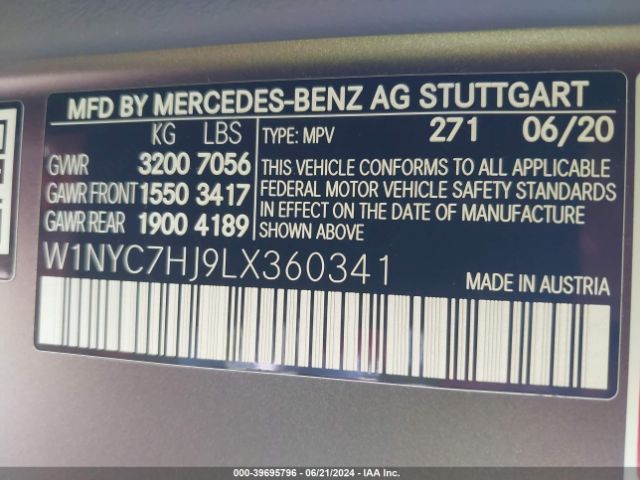 MFD BY MERCEDES-BENZ AG STUTTGART
KG LBS
GVWR 3200 7056
GAWR FRONT 1550 3417
GAWR REAR 1900 4189
TYPE: MPV 271 06/20
THIS VEHICLE CONFORMS TO ALL APPLICABLE
FEDERAL MOTOR VEHICLE SAFETY STANDARDS
IN EFFECT ON THE DATE OF MANUFACTURE
SHOWN ABOVE
W1NYC7HJ9LX360341
MADE IN AUSTRIA
000-39695796 - 06/21/2024 - IAA Inc.